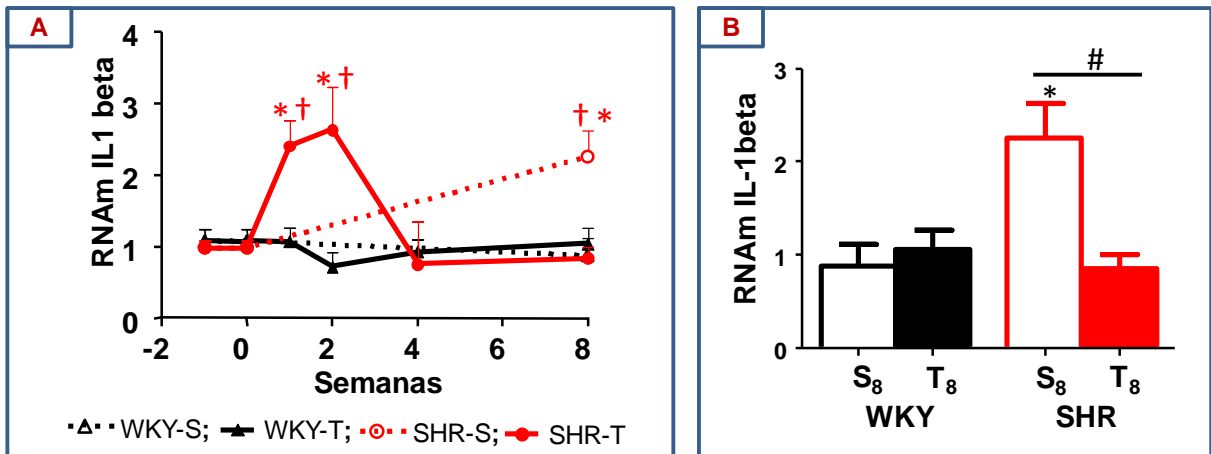 A
RNAm IL1 beta
4
3
2
1
0
* †
* †
† *
-2 0 2 4 6 8
Semanas
WKY-S; WKY-T; SHR-S; SHR-T
B
RNAm IL-1beta
3
2
1
0
#
*
S8 T8 S8 T8
WKY SHR